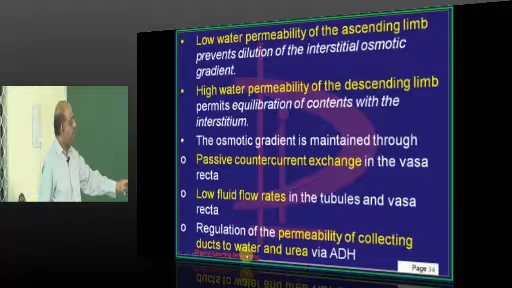 • Low water permeability of the ascending limb
prevents dilution of the interstitial osmotic
gradient.
• High water permeability of the descending limb
permits equilibration of contents with the
interstitium.
• The osmotic gradient is maintained through
o Passive countercurrent exchange in the vasa
recta
o Low fluid flow rates in the tubules and vasa
recta
o Regulation of the permeability of collecting
ducts to water and urea via ADH
Page 34